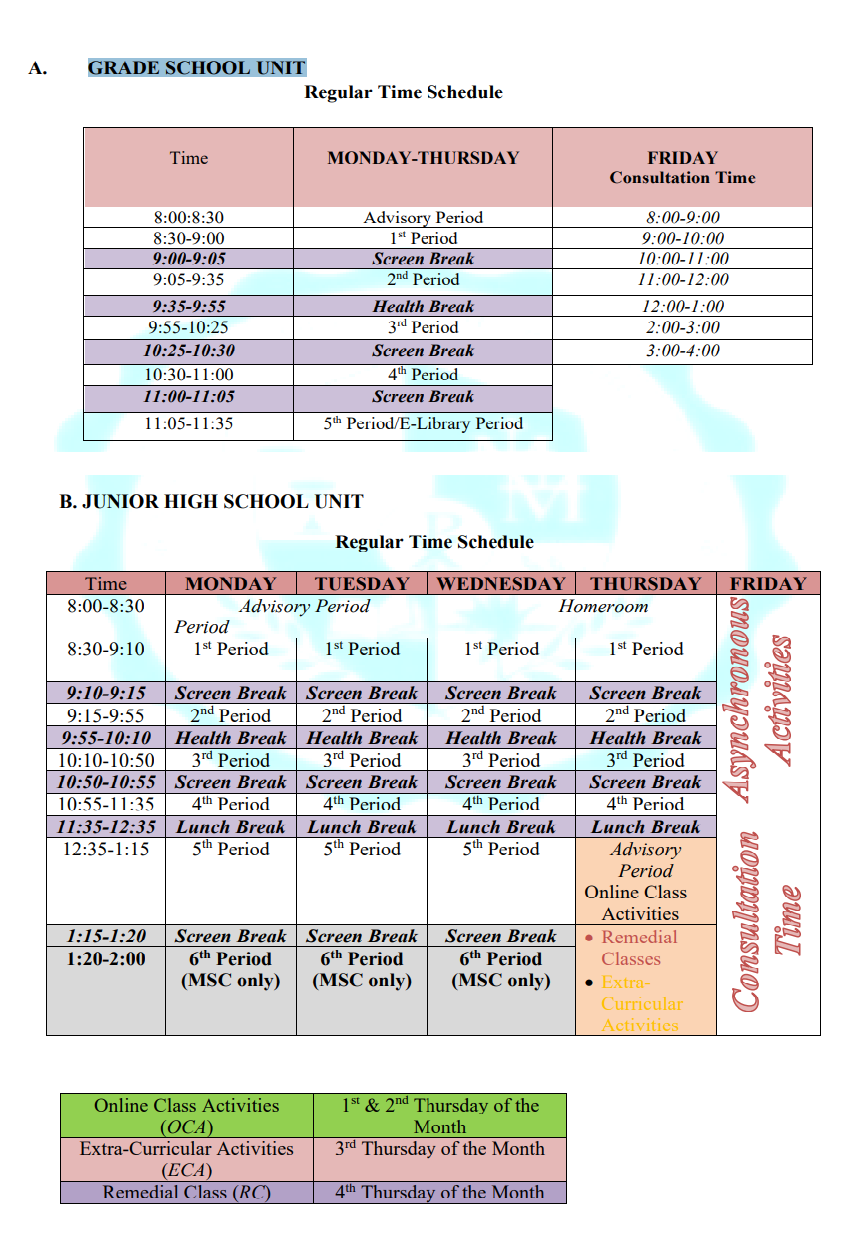 A. GRADE SCHOOL UNIT
Regular Time Schedule
Time MONDAY-THURSDAY FRIDAY
Consultation Time
8:00:8:30 Advisory Period 8:00-9:00
8:30-9:00 1st Period 9:00-10:00
9:00-9:05 Screen Break 10:00-11:00
9:05-9:35 2nd Period 11:00-12:00
9:35-9:55 Health Break 12:00-1:00
9:55-10:25 3rd Period 2:00-3:00
10:25-10:30 Screen Break 3:00-4:00
10:30-11:00 4th Period
11:00-11:05 Screen Break
11:05-11:35 5th Period/E-Library Period
B. JUNIOR HIGH SCHOOL UNIT
Regular Time Schedule
Time MONDAY TUESDAY WEDNESDAY THURSDAY FRIDAY
8:00-8:30 Advisory Period Homeroom
Period
8:30-9:10 1st Period 1st Period 1st Period 1st Period
9:10-9:15 Screen Break Screen Break Screen Break Screen Break
9:15-9:55 2nd Period 2nd Period 2nd Period 2nd Period
9:55-10:10 Health Break Health Break Health Break Health Break
10:10-10:50 3rd Period 3rd Period 3rd Period 3rd Period
10:50-10:55 Screen Break Screen Break Screen Break Screen Break
10:55-11:35 4th Period 4th Period 4th Period 4th Period
11:35-12:35 Lunch Break Lunch Break Lunch Break Lunch Break
12:35-1:15 5th Period 5th Period 5th Period Advisory
Period
Online Class
Activities
1:15-1:20 Screen Break Screen Break Screen Break • Remedial
Classes
1:20-2:00 6th Period 6th Period 6th Period
(MSC only) (MSC only) (MSC only) • Extra-
Curricular
Activities
Consultation Asynchronous
Time Activities
Online Class Activities 1st & 2nd Thursday of the
(OCA) Month
Extra-Curricular Activities 3rd Thursday of the Month
(ECA)
Remedial Class (RC) 4th Thursday of the Month